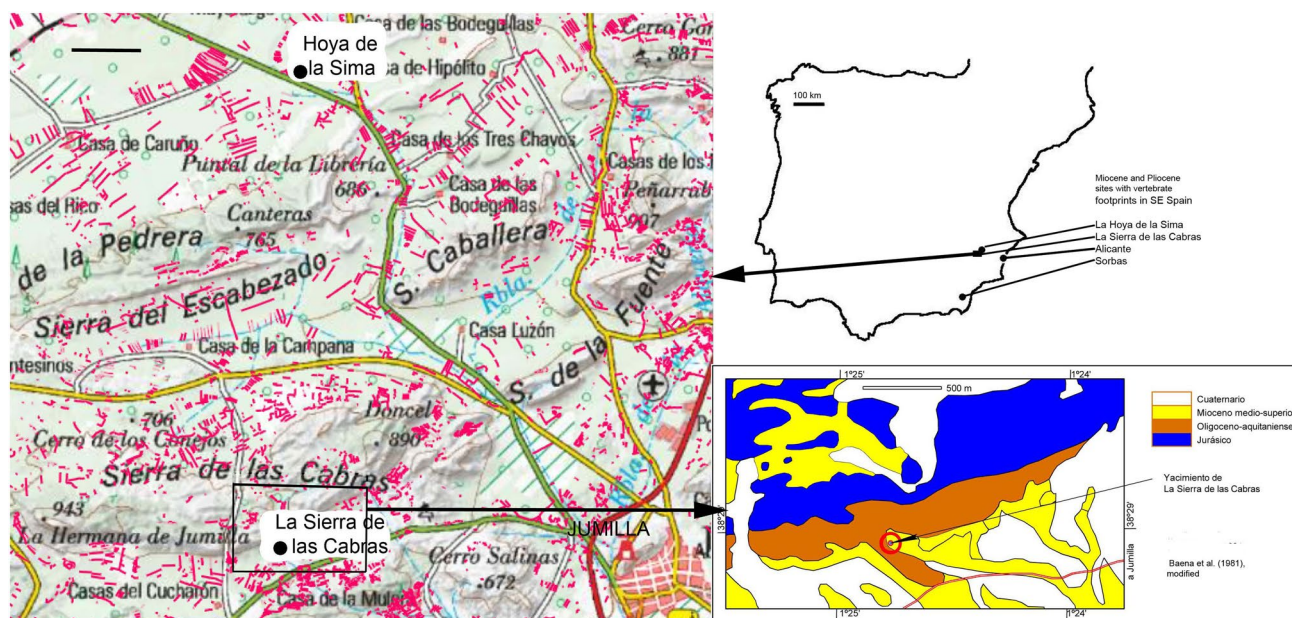 Casa de las Bodeguillas
Cerro Gor
881
Hoya de
la Sima
Casa de Hipólito
Casa de Caruño
Casa de los Tres Chavos
Puntal de la Librería
686
Casas de los
Casa de las
Bodeguillas
Peñarrub
907
sas del Rico
Canteras
765
de la Pedrera
S. Caballera
Rbla
de
Sierra del Escabezado
Casa Luzón
S. de la Fuente
Casa de la Campana
ntesinos
706
Cerro de los Conejos
Doncel
890
Sierra de las Cabras
943
La Hermana de Jumilla
La Sierra de
las Cabras
JUMILLA
Cerro Salinas
672
Casas del Cucharón
Casa de la Mulej
100 km
Miocene and Pliocene
sites with vertebrate
footprints in SE Spain
La Hoya de la Sima
La Sierra de las Cabras
Alicante
Sorbas
1°25'
1°24'
500 m
Cuaternario
Mioceno medio-superior
Oligoceno-aquitaniense
Jurásico
Yacimiento de
La Sierra de las Cabras
38°29'
38°29'
a Jumilla
Baena et al. (1981),
modified
1°25'
1°24'